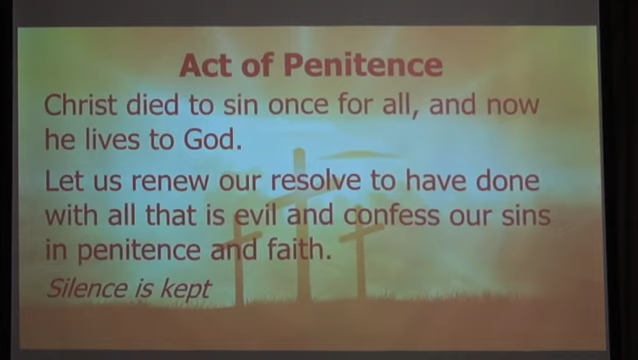 Act of Penitence
Christ died to sin once for all, and now
he lives to God.
Let us renew our resolve to have done
with all that is evil and confess our sins
in penitence and faith.
Silence is kept